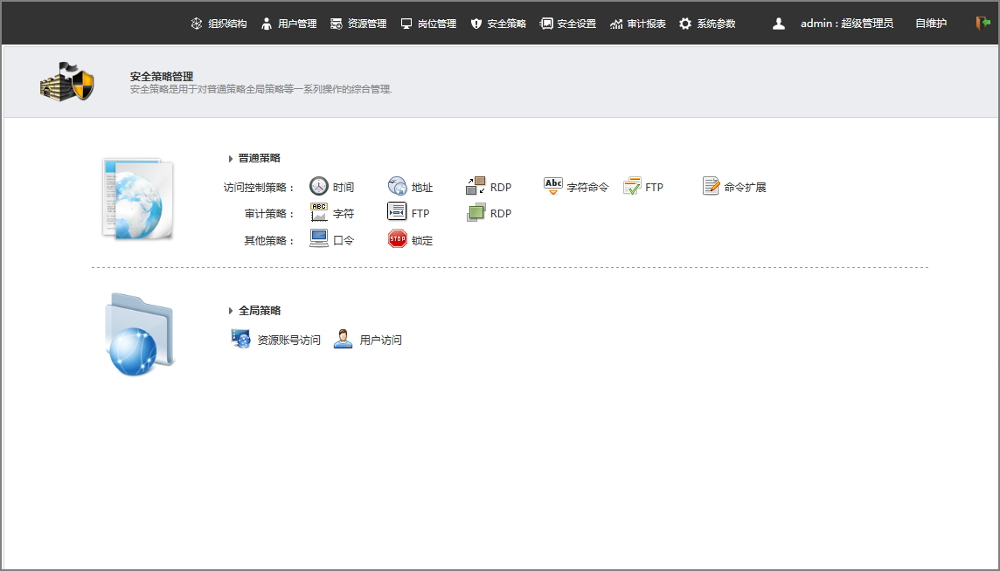 组织结构 用户管理 资源管理 岗位管理 安全策略 安全设置 审计报表 系统参数 admin : 超级管理员 自维护
安全策略管理
安全策略是用于对普通策略全局策略等一系列操作的综合管理.
普通策略
访问控制策略： 时间 地址 RDP Abc 字符命令 FTP 命令扩展
审计策略： ABC 字符 FTP RDP
其他策略： 口令 STOP 锁定
全局策略
资源账号访问 用户访问